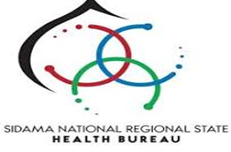 SIDAMA NATIONAL REGIONAL STATE
HEALTH BUREAU